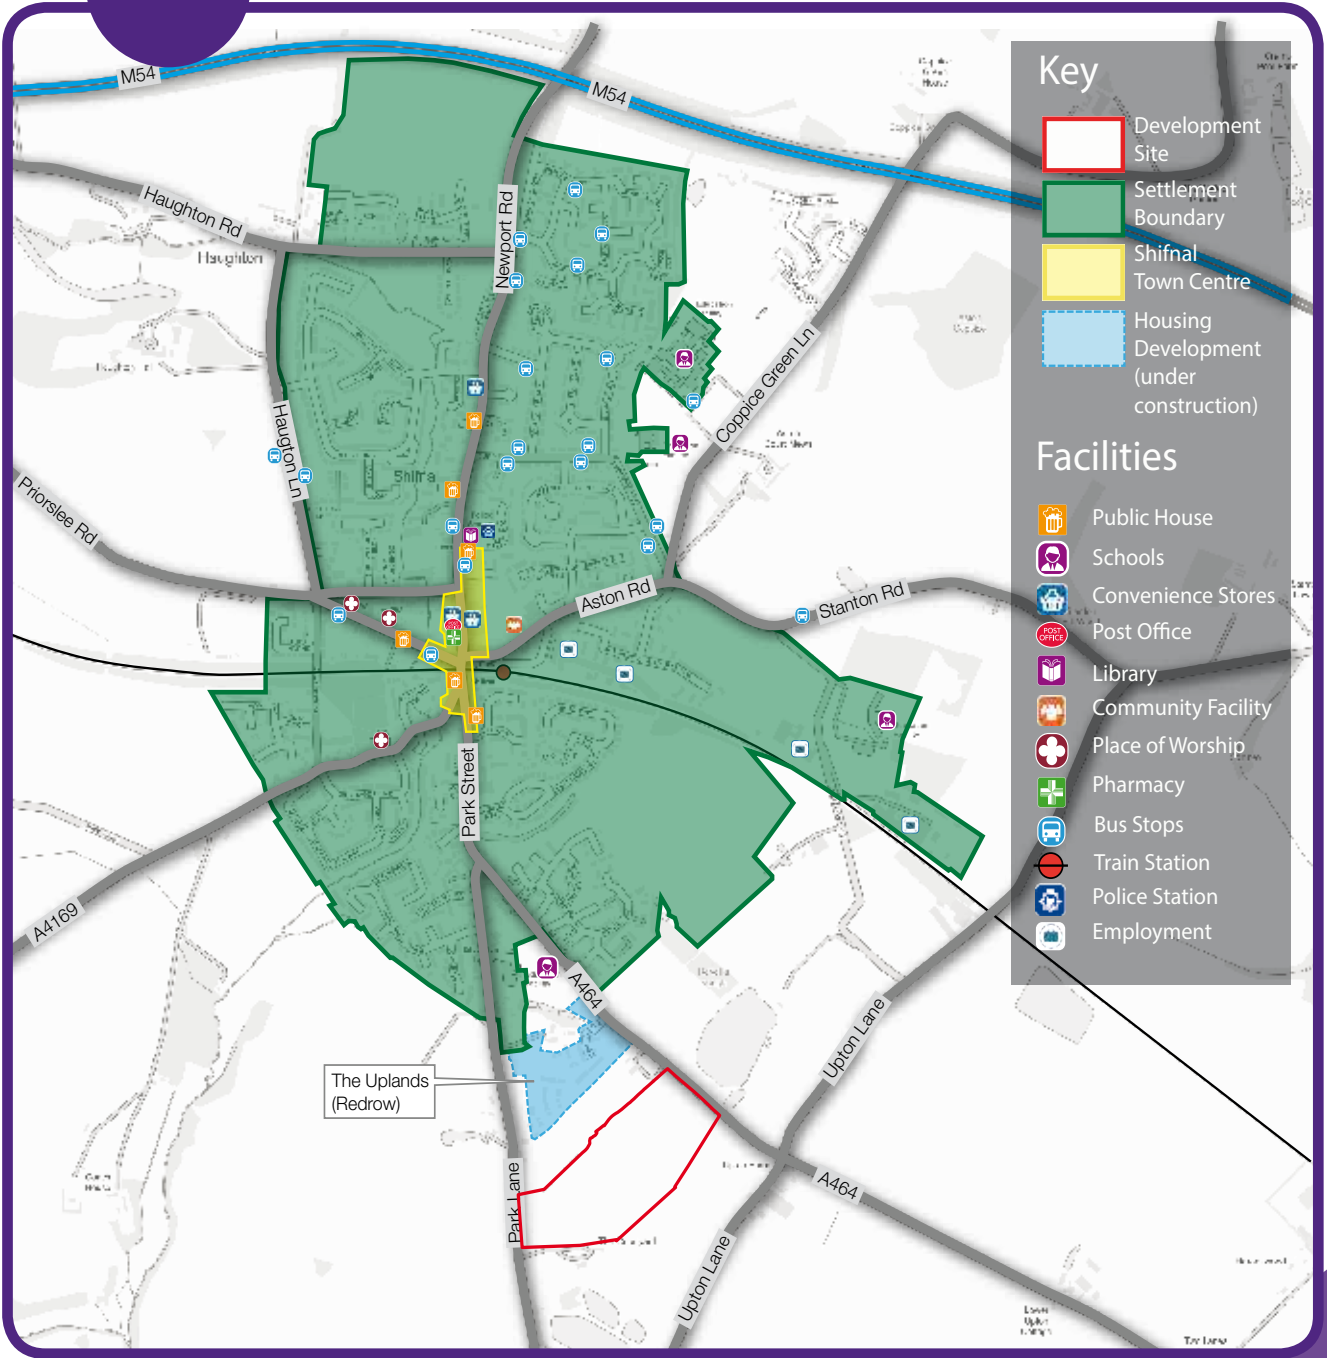 M54
M54
Haughton Rd
Haughton
Newport Rd
Coppice Green Ln
Haugton Ln
Priorslee Rd
Aston Rd
Stanton Rd
Park Street
A4169
A464
Upton Lane
The Uplands
(Redrow)
Park Lane
A464
Upton Lane
Key
Development
Site
Settlement
Boundary
Shifnal
Town Centre
Housing
Development
(under
construction)
Facilities
Public House
Schools
Convenience Stores
POST
OFFICE
Post Office
Library
Community Facility
Place of Worship
Pharmacy
Bus Stops
Train Station
Police Station
Employment